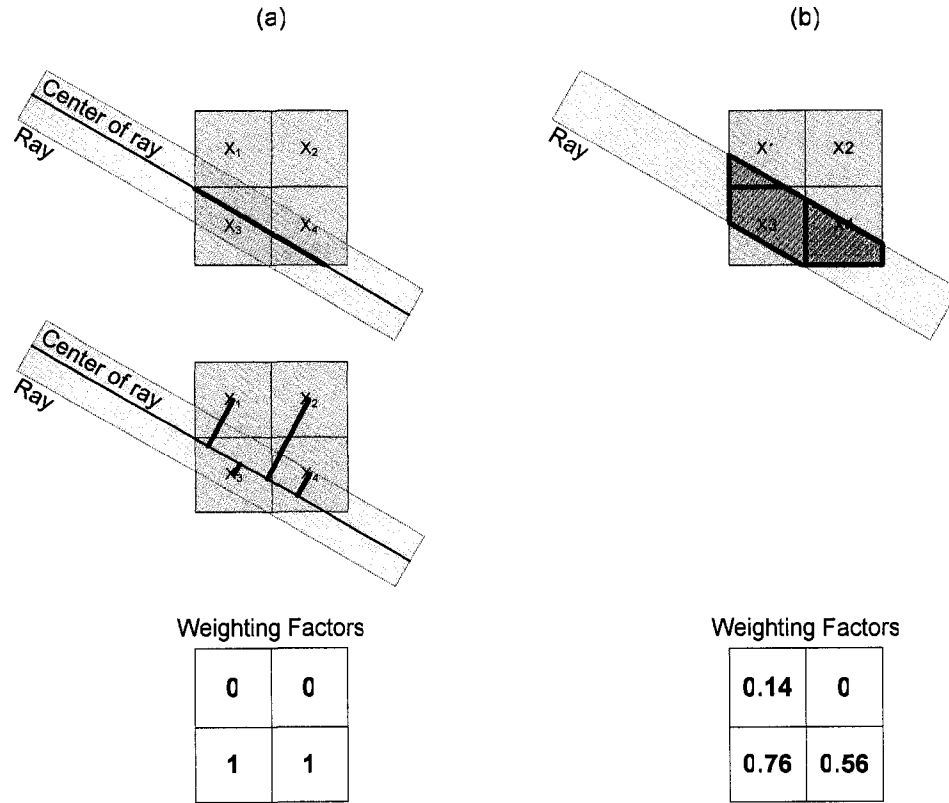 (a)
(b)
Center of ray
Ray
X₁ X₂
X₃ X₄
Ray
X' X2
X3 X4
Center of ray
Ray
X₁ X₂
X₃ X₄
Weighting Factors
0 0
1 1
Weighting Factors
0.14 0
0.76 0.56